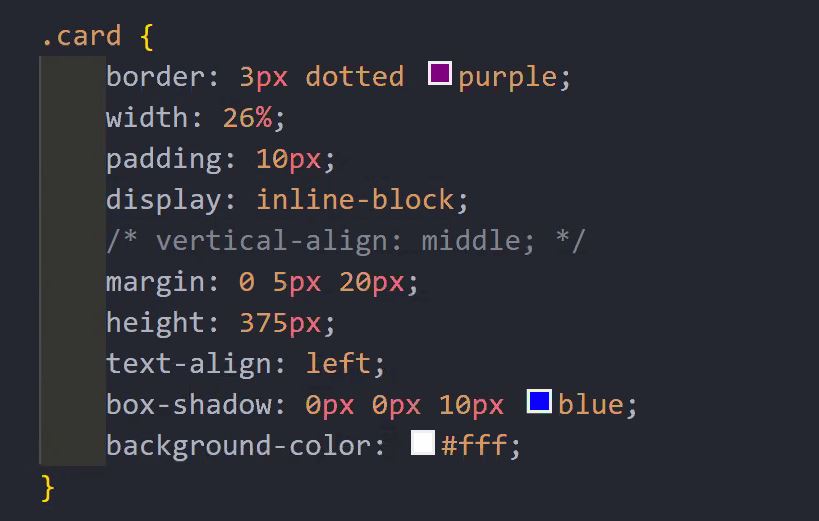 .card {
border: 3px dotted purple;
width: 26%;
padding: 10px;
display: inline-block;
/* vertical-align: middle; */
margin: 0 5px 20px;
height: 375px;
text-align: left;
box-shadow: 0px 0px 10px blue;
background-color: #fff;
}